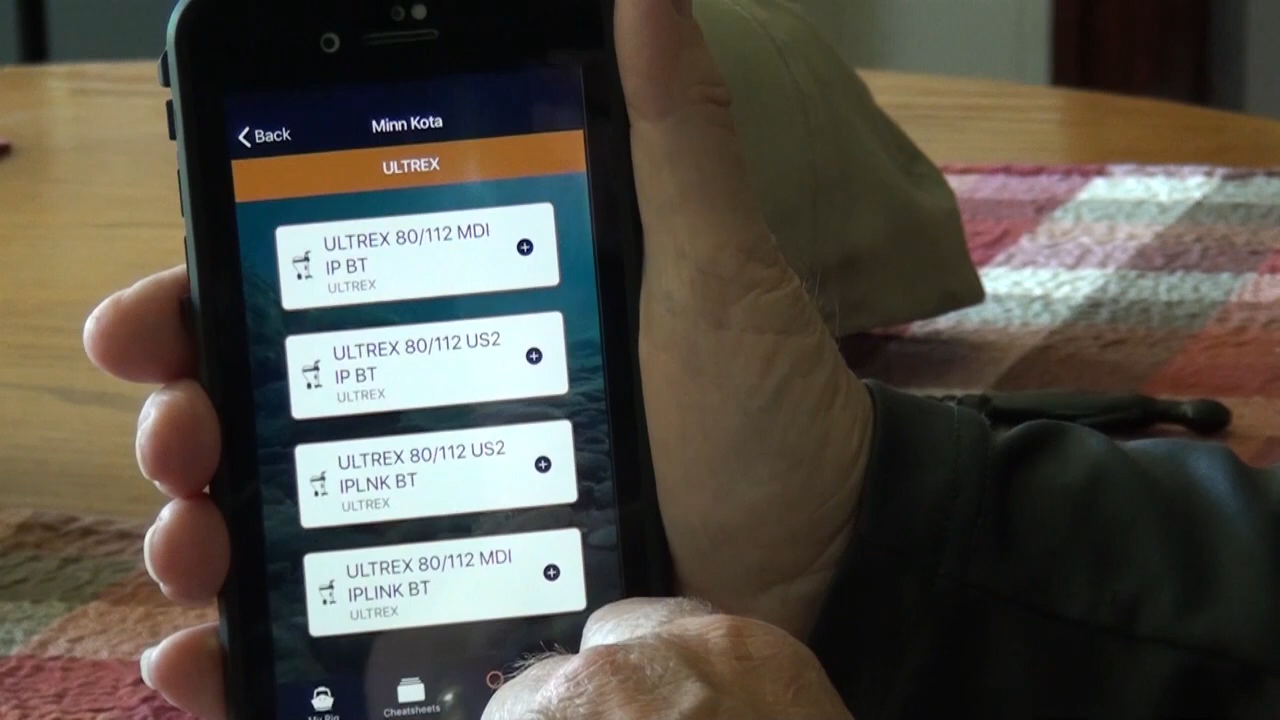 Back
Minn Kota
ULTREX
ULTREX 80/112 MDI
IP BT
ULTREX
ULTREX 80/112 US2
IP BT
ULTREX
ULTREX 80/112 US2
IPLNK BT
ULTREX
ULTREX 80/112 MDI
IPLINK BT
ULTREX
My Rig
Cheatsheets